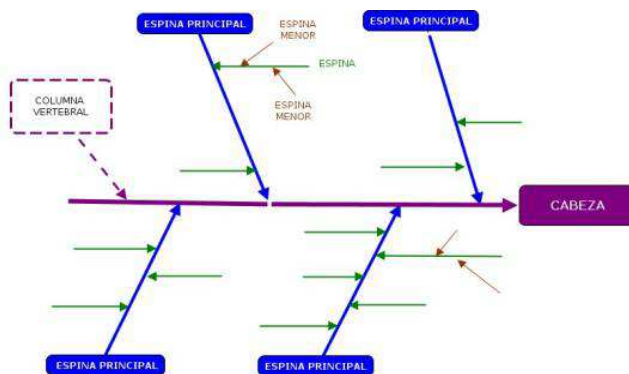 ESPINA PRINCIPAL
ESPINA PRINCIPAL
ESPINA
MENOR
ESPINA
COLUMNA
VERTEBRAL
ESPINA
MENOR
CABEZA
ESPINA PRINCIPAL
ESPINA PRINCIPAL